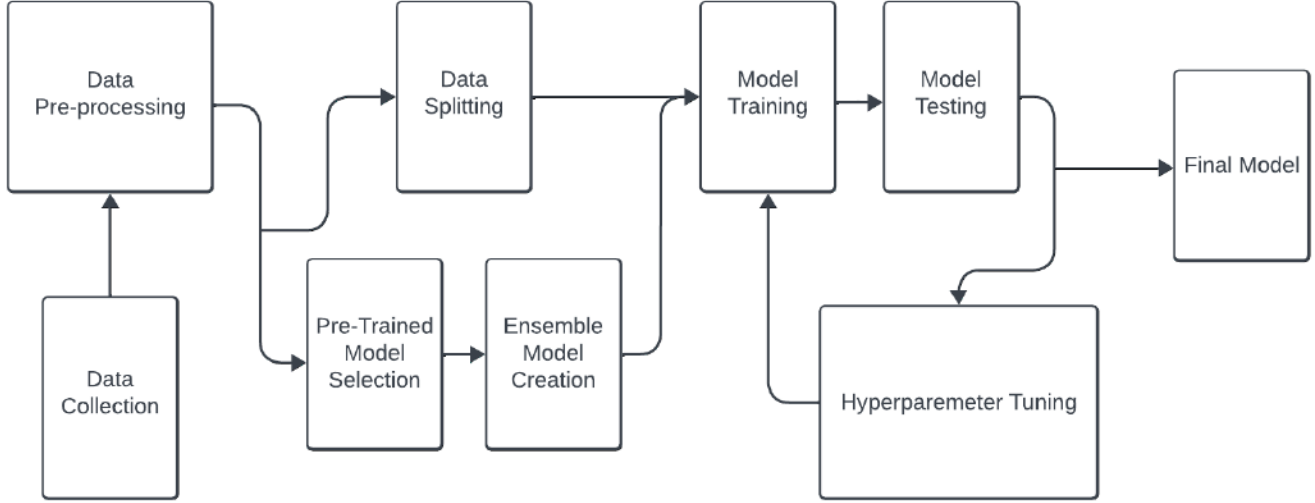 Data
Pre-processing
Data
Splitting
Model
Training
Model
Testing
Final Model
Data
Collection
Pre-Trained
Model
Selection
Ensemble
Model
Creation
Hyperparemeter Tuning